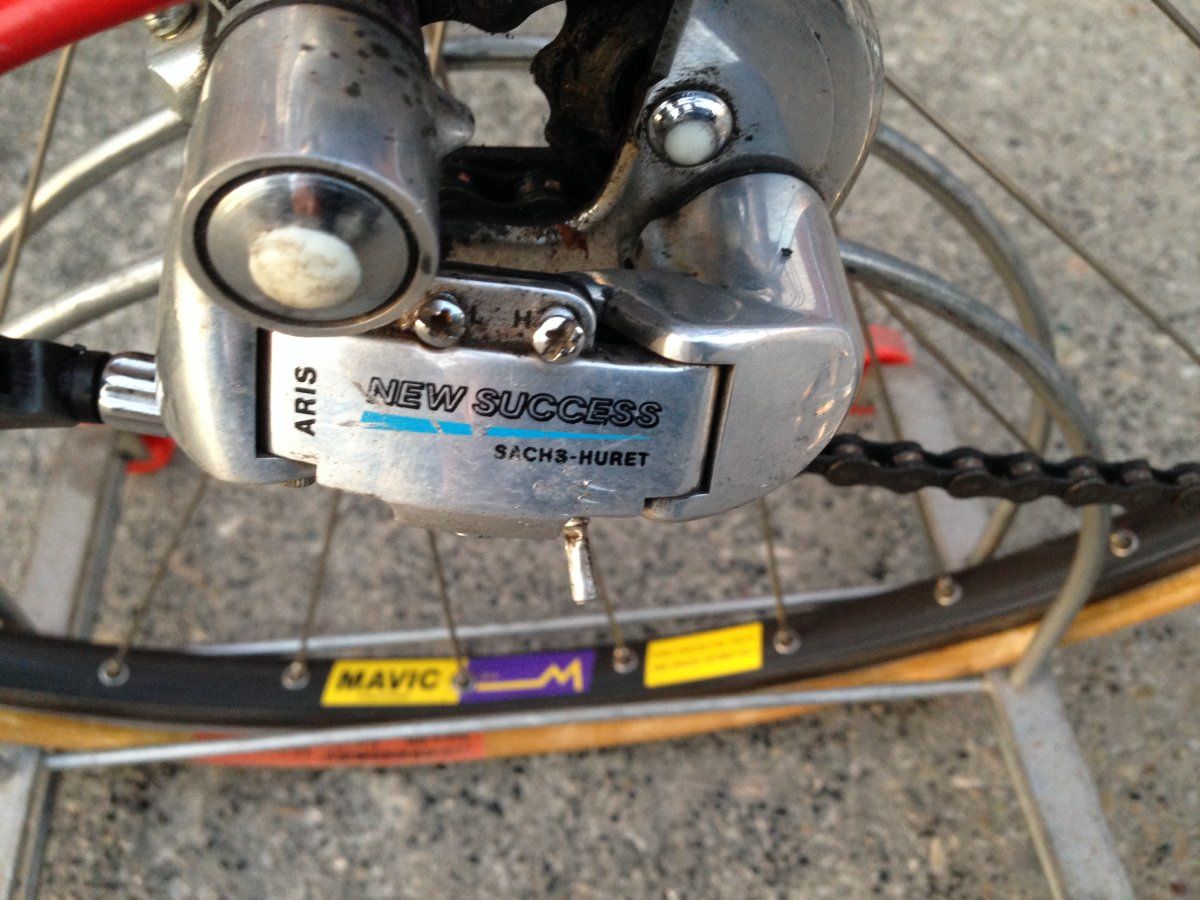 L H
ARIS
NEW SUCCESS
SACHS-HURET
MAVIC